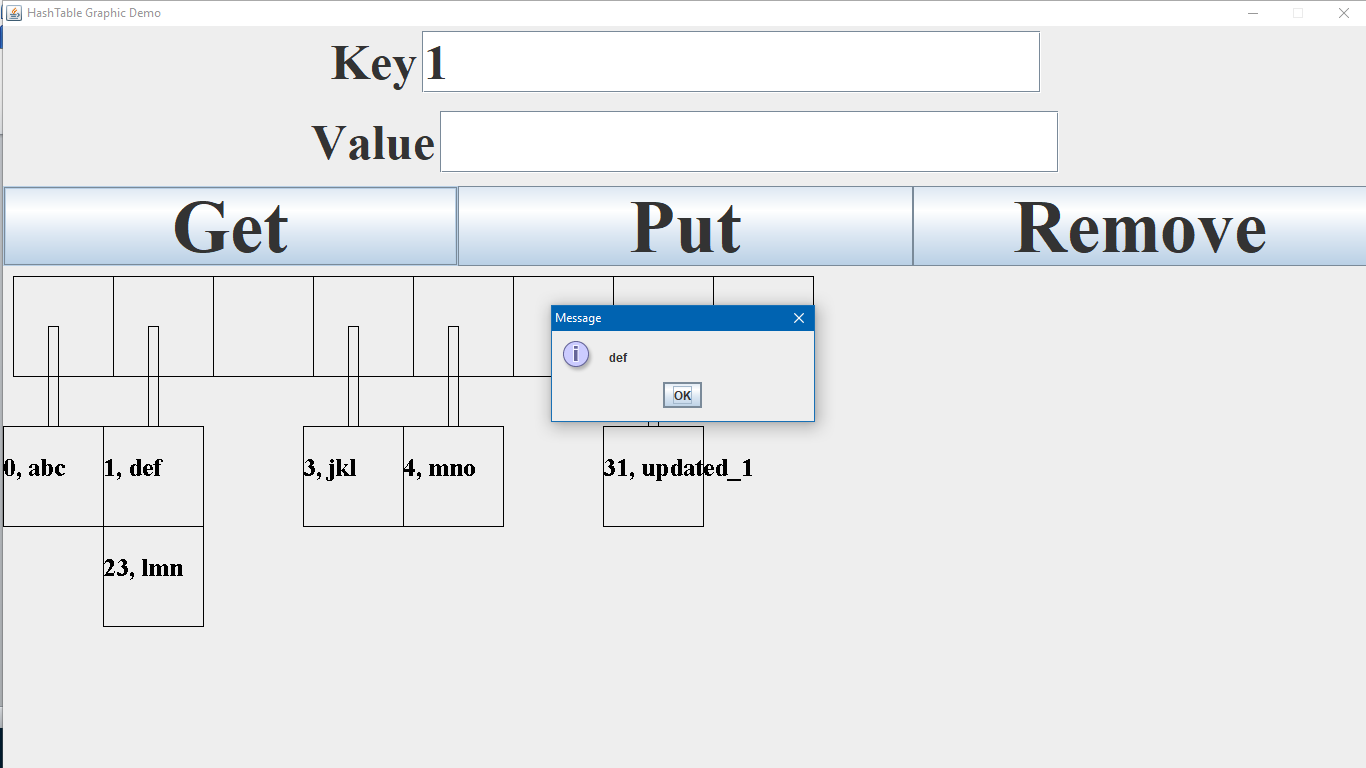 HashTable Graphic Demo
Key 1
Value
Get Put Remove
Message
def
OK
0, abc 1, def 3, jkl 4, mno 31, updated_1
23, lmn